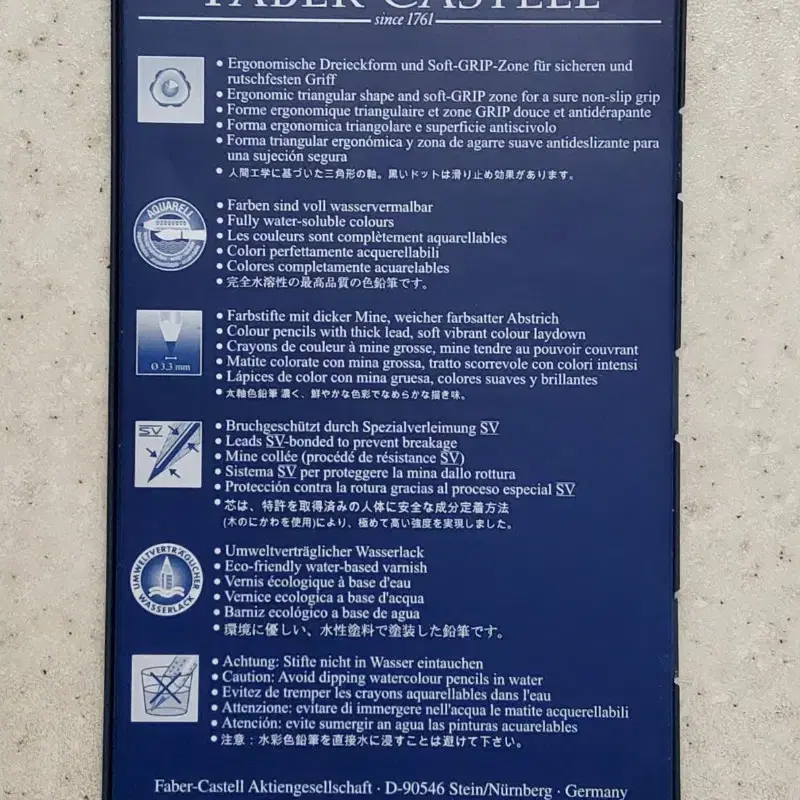 FABER-CASTELL
since 1761
• Ergonomische Dreieckform und Soft-GRIP-Zone für sicheren und
rutschfesten Griff
• Ergonomic triangular shape and soft-GRIP zone for a sure non-slip grip
• Forme ergonomique triangulaire et zone GRIP douce et antidérapante
• Forma ergonomica triangolare e superficie antiscivolo
• Forma triangular ergonómica y zona de agarre suave antideslizante para
una sujeción segura
• 人間工学に基づいた三角形の軸。黒いドットは滑り止め効果があります。
AQUARELL
• Farben sind voll wasservermalbar
• Fully water-soluble colours
• Les couleurs sont complètement aquarellables
• Colori perfettamente acquerellabili
• Colores completamente acuarelables
• 完全水溶性の最高品質の色鉛筆です。
Ø 3,3 mm
• Farbstifte mit dicker Mine, weicher farbsatter Abstrich
• Colour pencils with thick lead, soft vibrant colour laydown
• Crayons de couleur à mine grosse, mine tendre au pouvoir couvrant
• Matite colorate con mina grossa, tratto scorrevole con colori intensi
• Lápices de color con mina gruesa, colores suaves y brillantes
• 太軸色鉛筆 濃く、鮮やかな色彩でなめらかな描き味。
SV
• Bruchgeschützt durch Spezialverleimung SV
• Leads SV-bonded to prevent breakage
• Mine collée (procédé de résistance SV)
• Sistema SV per proteggere la mina dallo rottura
• Protección contra la rotura gracias al proceso especial SV
• 芯は、特許を取得済みの人体に安全な成分定着方法
(木のにかわを使用)により、極めて高い強度を実現しました。
UMWELTVERTRÄGLICHER
WASSERLACK
• Umweltverträglicher Wasserlack
• Eco-friendly water-based varnish
• Vernis écologique à base d'eau
• Vernice ecologica a base d'acqua
• Barniz ecológico a base de agua
• 環境に優しい、水性塗料で塗装した鉛筆です。
• Achtung: Stifte nicht in Wasser eintauchen
• Caution: Avoid dipping watercolour pencils in water
• Evitez de tremper les crayons aquarellables dans l'eau
• Attenzione: evitare di immergere nell'acqua le matite acquerellabili
• Atención: evite sumergir an agua las pinturas acuarelables
• 注意：水彩色鉛筆を直接水に浸すことは避けて下さい。
Faber-Castell Aktiengesellschaft · D-90546 Stein/Nürnberg · Germany